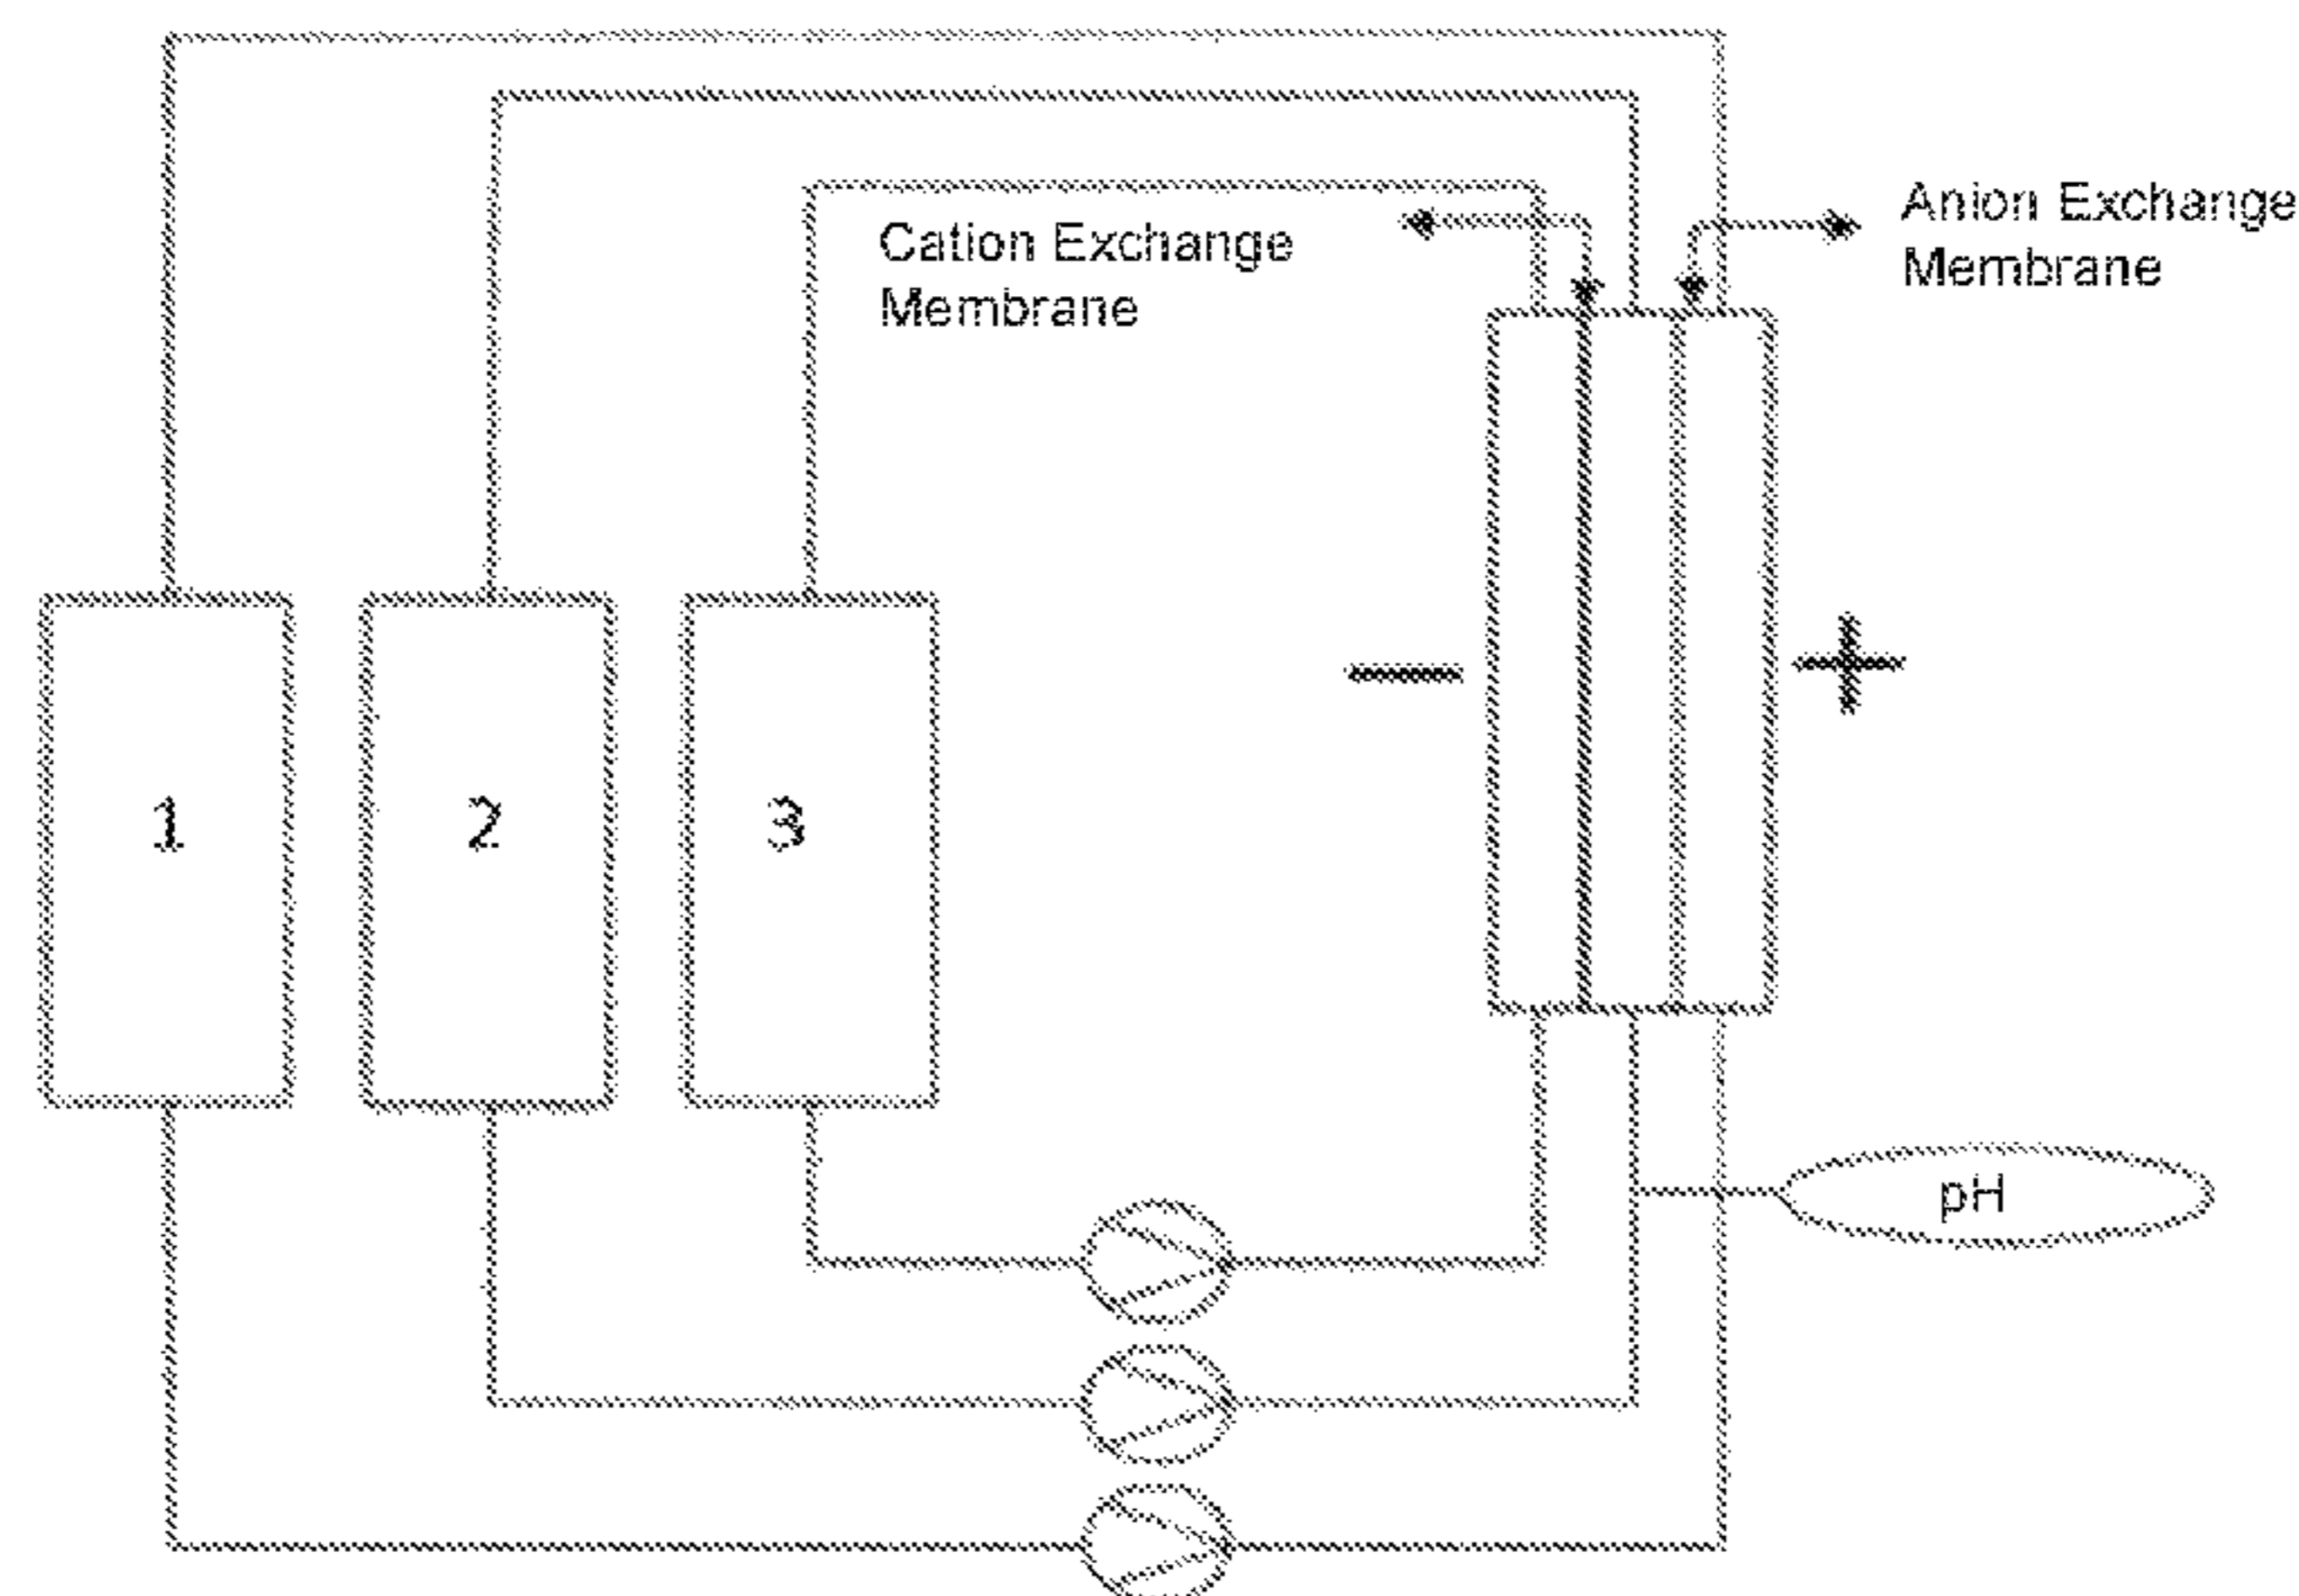 Cation Exchange
Membrane
Anion Exchange
Membrane
1
2
3
−
+
pH